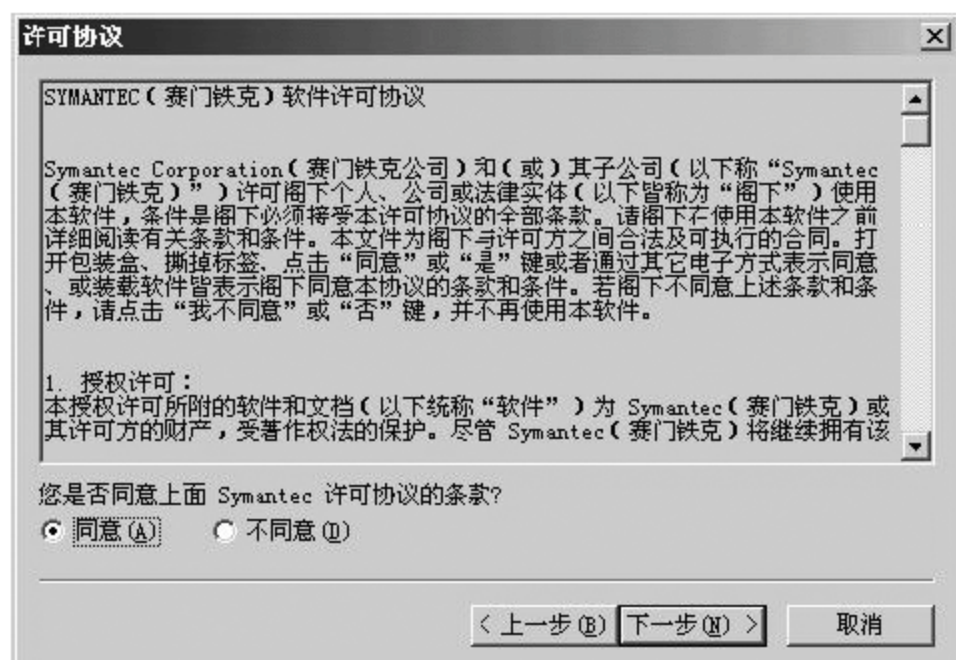 许可协议
SYMANTEC(赛门铁克)软件许可协议
Symantec Corporation(赛门铁克公司)和(或)其子公司(以下称“Symantec
(赛门铁克)”)许可阁下个人、公司或法律实体(以下皆称为“阁下”)使用
本软件,条件是阁下必须接受本许可协议的全部条款。请阁下在使用本软件之前
详细阅读有关条款和条件。本文件为阁下与许可方之间合法及可执行的合同。打
开包装盒、撕掉标签、点击“同意”或“是”键或者通过其它电子方式表示同意
、或装载软件皆表示阁下同意本协议的条款和条件。若阁下不同意上述条款和条
件,请点击“我不同意”或“否”键,并不再使用本软件。
1. 授权许可:
本授权许可所附的软件和文档(以下统称“软件”)为 Symantec(赛门铁克)或
其许可方的财产,受著作权法的保护。尽管 Symantec(赛门铁克)将继续拥有该
您是否同意上面 Symantec 许可协议的条款?
同意(A) 不同意(D)
< 上一步(B) 下一步(N) > 取消